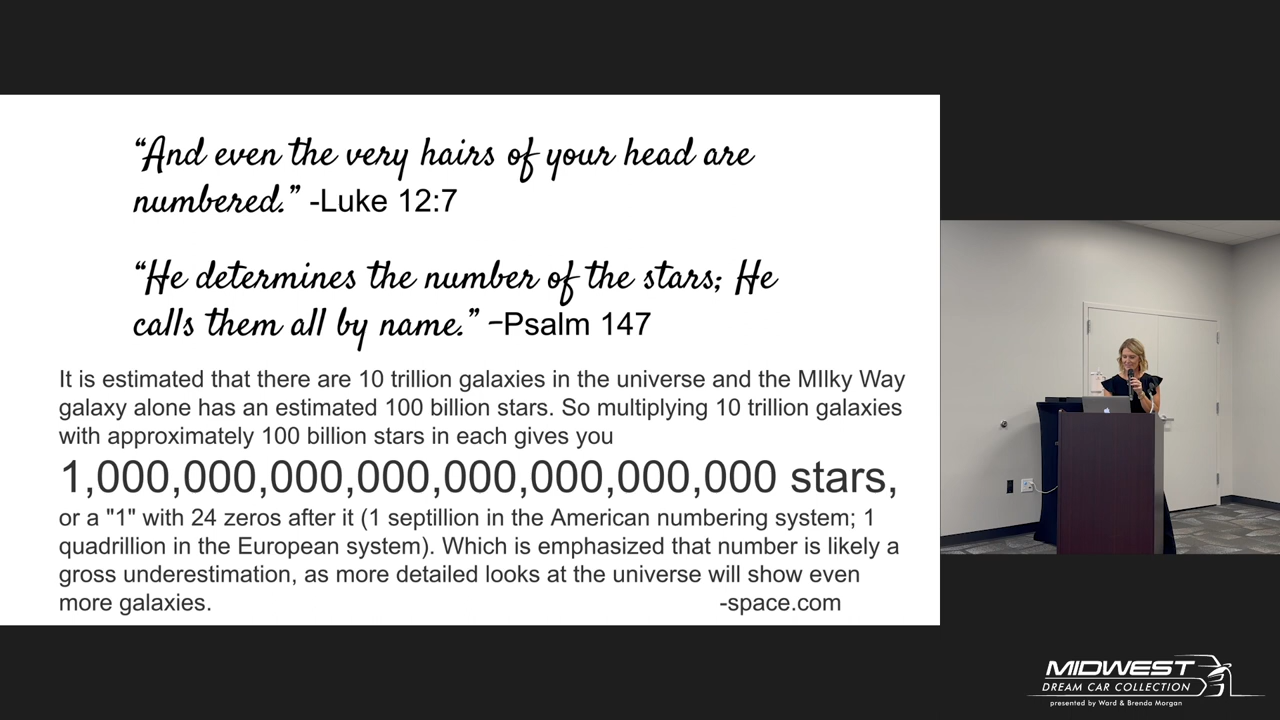 “And even the very hairs of your head are
numbered.” -Luke 12:7
“He determines the number of the stars; He
calls them all by name.” –Psalm 147
It is estimated that there are 10 trillion galaxies in the universe and the MIlky Way
galaxy alone has an estimated 100 billion stars. So multiplying 10 trillion galaxies
with approximately 100 billion stars in each gives you
1,000,000,000,000,000,000,000,000 stars,
or a "1" with 24 zeros after it (1 septillion in the American numbering system; 1
quadrillion in the European system). Which is emphasized that number is likely a
gross underestimation, as more detailed looks at the universe will show even
more galaxies. -space.com
MIDWEST
DREAM CAR COLLECTION
presented by Ward & Brenda Morgan